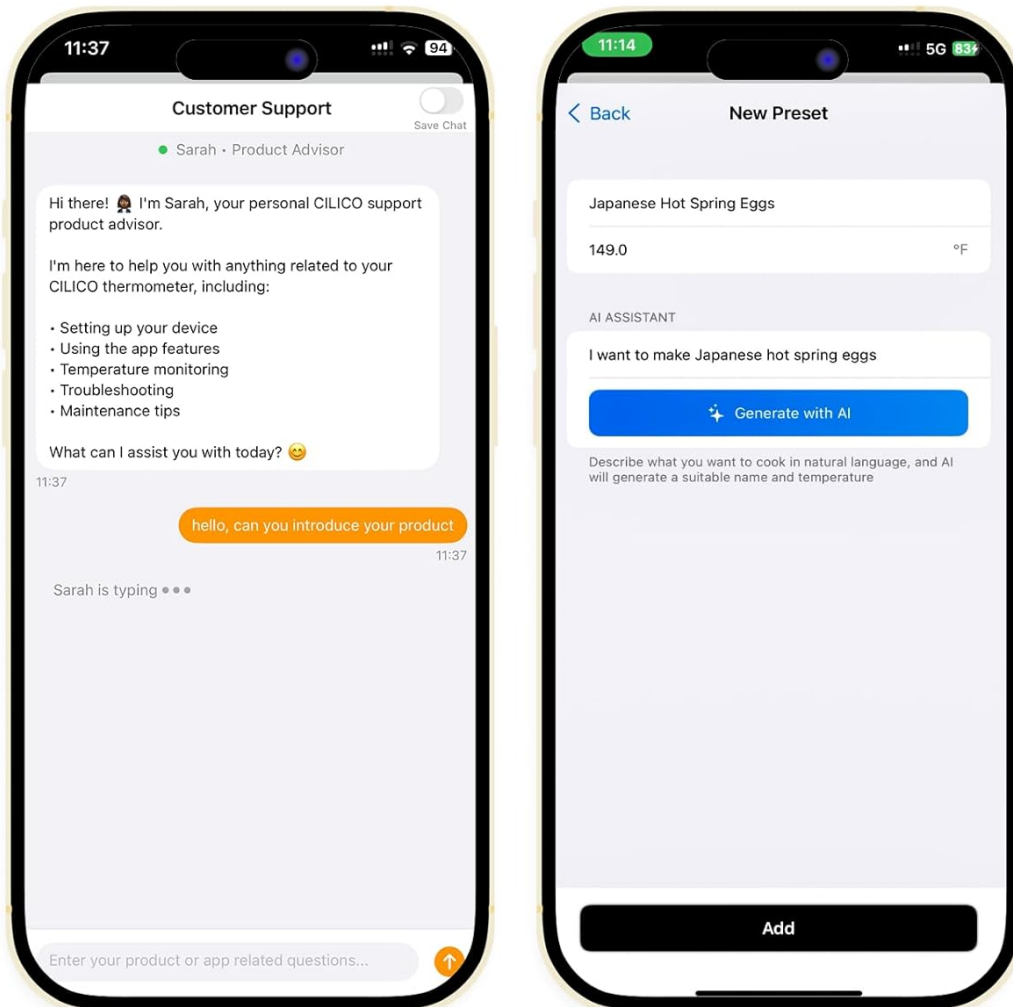 11:37
94
Customer Support
Save Chat
Sarah • Product Advisor
Hi there! I'm Sarah, your personal CILICO support
product advisor.
I'm here to help you with anything related to your
CILICO thermometer, including:
• Setting up your device
• Using the app features
• Temperature monitoring
• Troubleshooting
• Maintenance tips
What can I assist you with today? 😊
11:37
hello, can you introduce your product
11:37
Sarah is typing
Enter your product or app related questions...
11:14
5G 83
Back
New Preset
Japanese Hot Spring Eggs
149.0 °F
AI ASSISTANT
I want to make Japanese hot spring eggs
Generate with AI
Describe what you want to cook in natural language, and AI
will generate a suitable name and temperature
Add